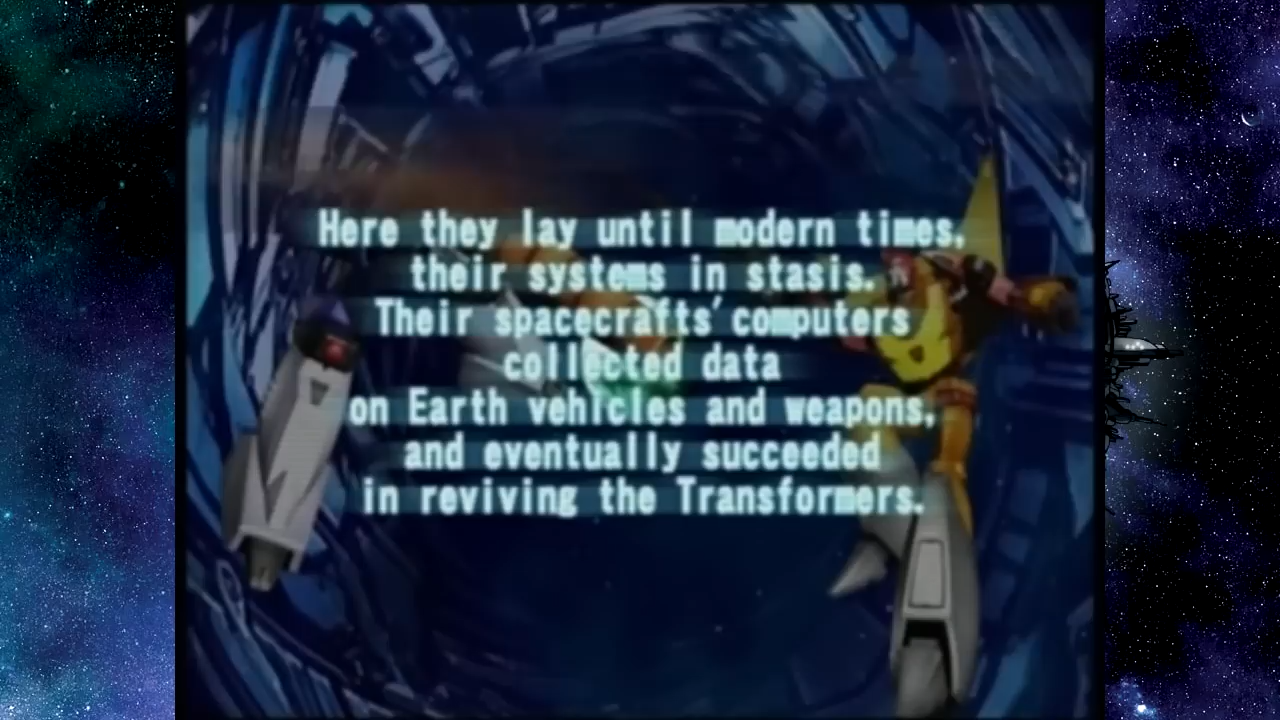 Here they lay until modern times,
their systems in stasis.
Their spacecrafts' computers
collected data
on Earth vehicles and weapons,
and eventually succeeded
in reviving the Transformers.